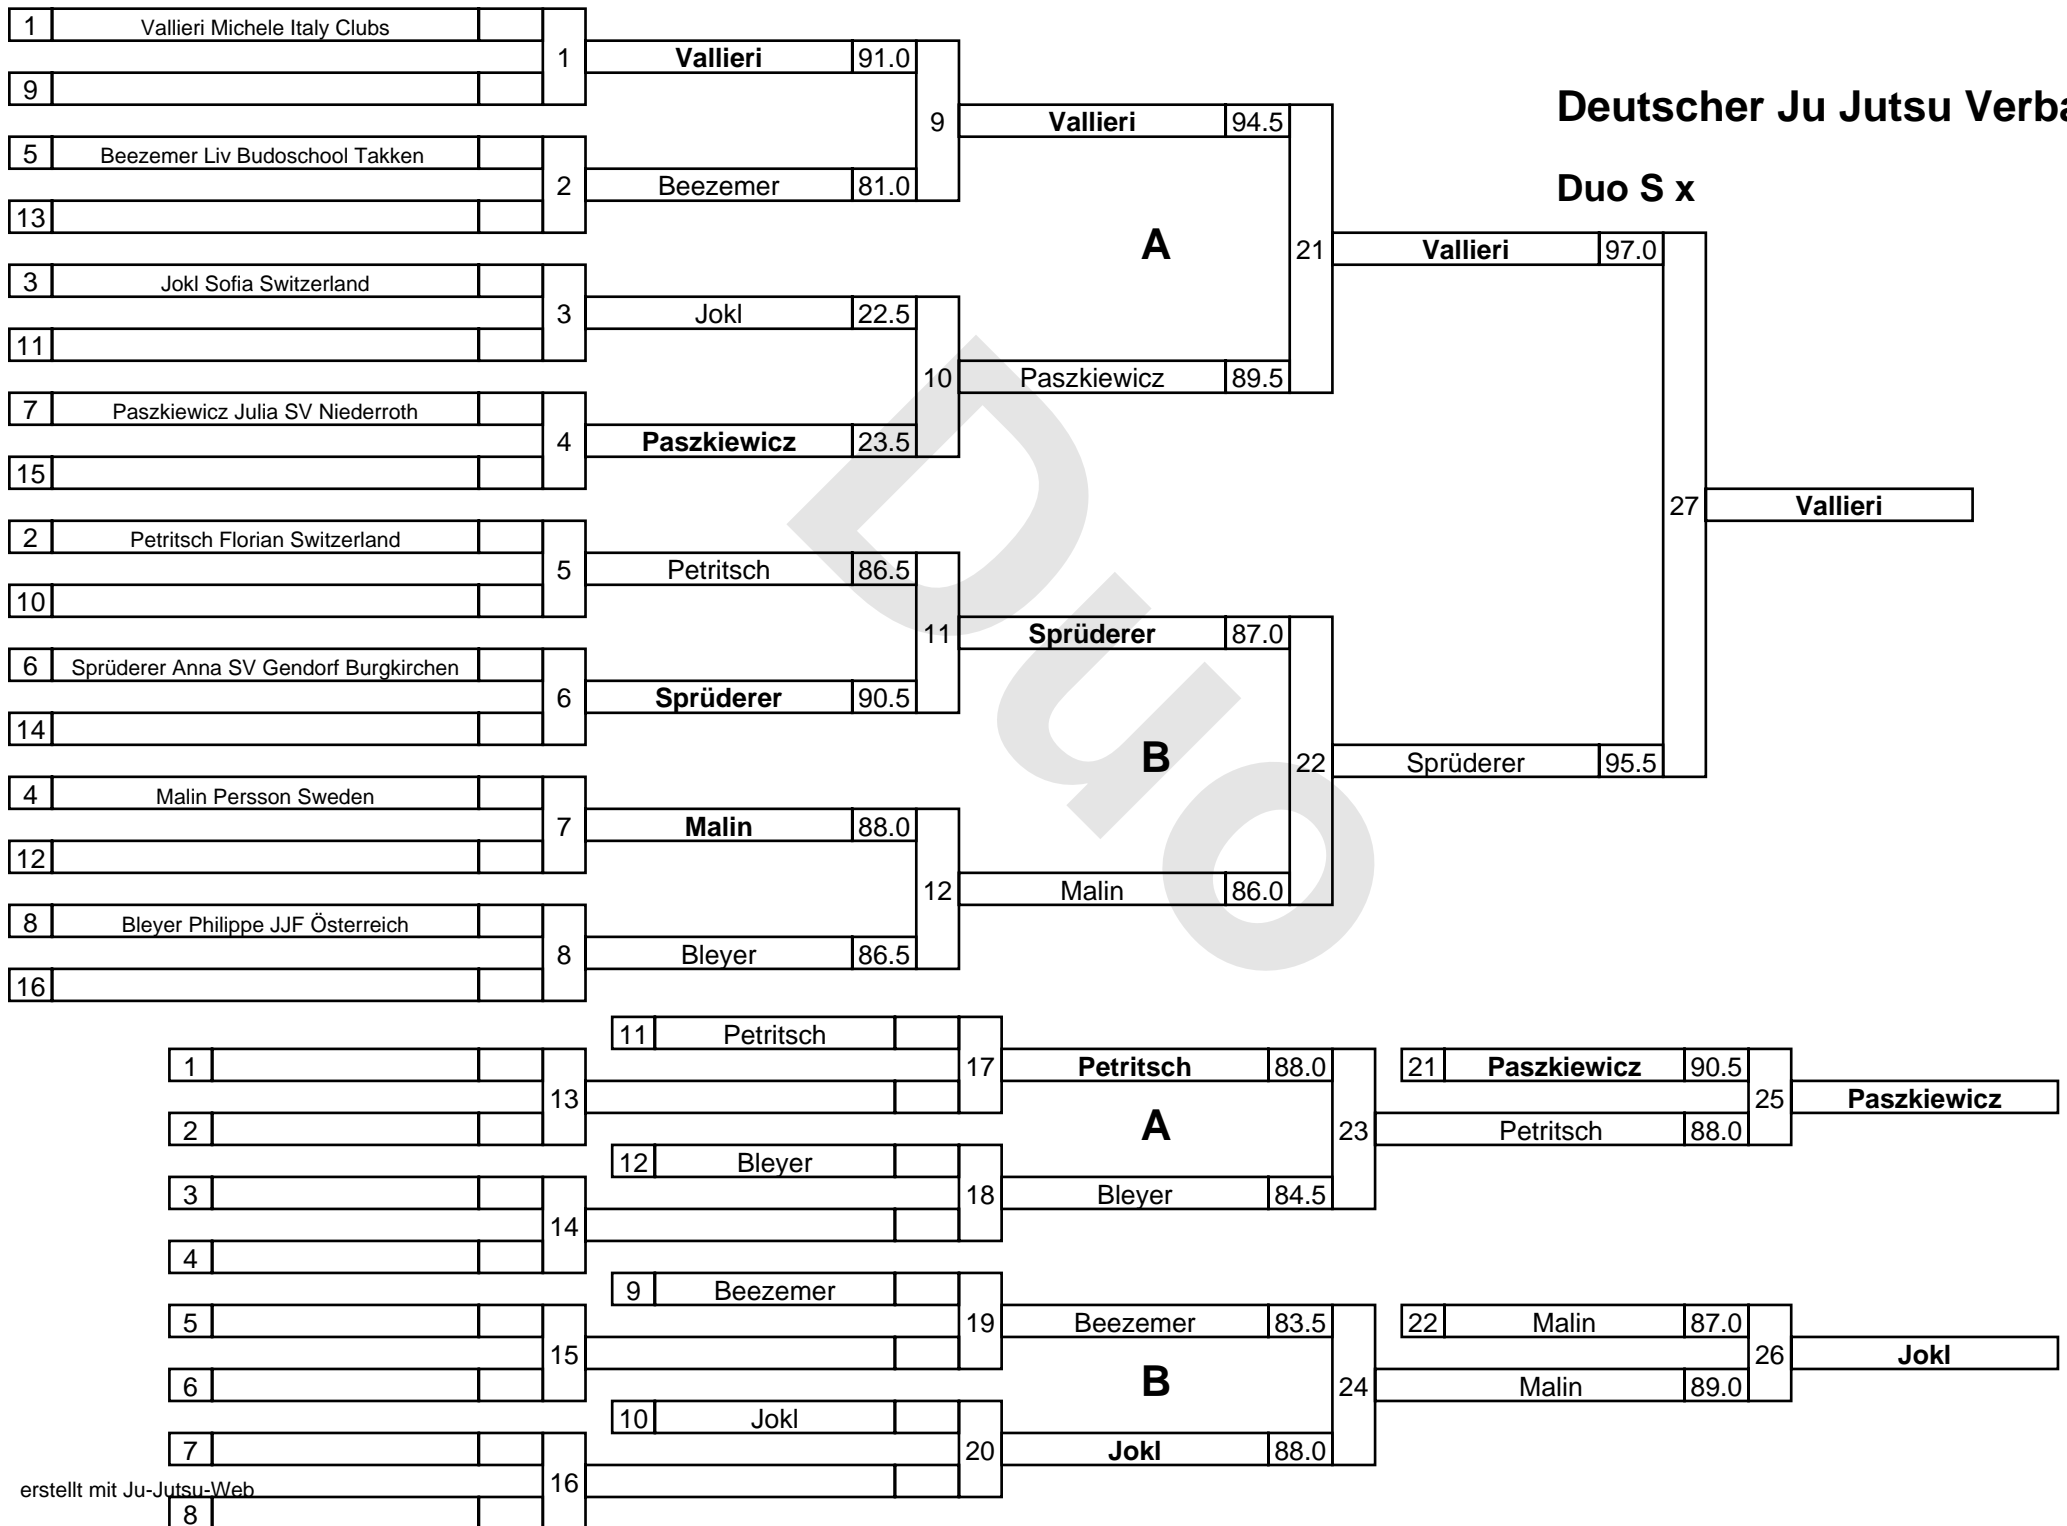 1 Vallieri Michele Italy Clubs
1 Vallieri 91.0
9
9 Vallieri 94.5
Deutscher Ju Jutsu Verba
5 Beezemer Liv Budoschool Takken
2 Beezemer 81.0
Duo S x
13
A
21 Vallieri 97.0
3 Jokl Sofia Switzerland
3 Jokl 22.5
11
10 Paszkiewicz 89.5
7 Paszkiewicz Julia SV Niederroth
4 Paszkiewicz 23.5
15
27 Vallieri
2 Petritsch Florian Switzerland
5 Petritsch 86.5
10
11 Sprüderer 87.0
6 Sprüderer Anna SV Gendorf Burgkirchen
6 Sprüderer 90.5
14
B
22 Sprüderer 95.5
4 Malin Persson Sweden
7 Malin 88.0
12
12 Malin 86.0
8 Bleyer Philippe JJF Österreich
8 Bleyer 86.5
16
Duo
11 Petritsch
1
17 Petritsch 88.0
21 Paszkiewicz 90.5
13
25 Paszkiewicz
2
A
23 Petritsch 88.0
12 Bleyer
3
18 Bleyer 84.5
14
4
9 Beezemer
5
19 Beezemer 83.5
22 Malin 87.0
15
26 Jokl
6
B
24 Malin 89.0
10 Jokl
7
20 Jokl 88.0
16
erstellt mit Ju-Jutsu-Web
8